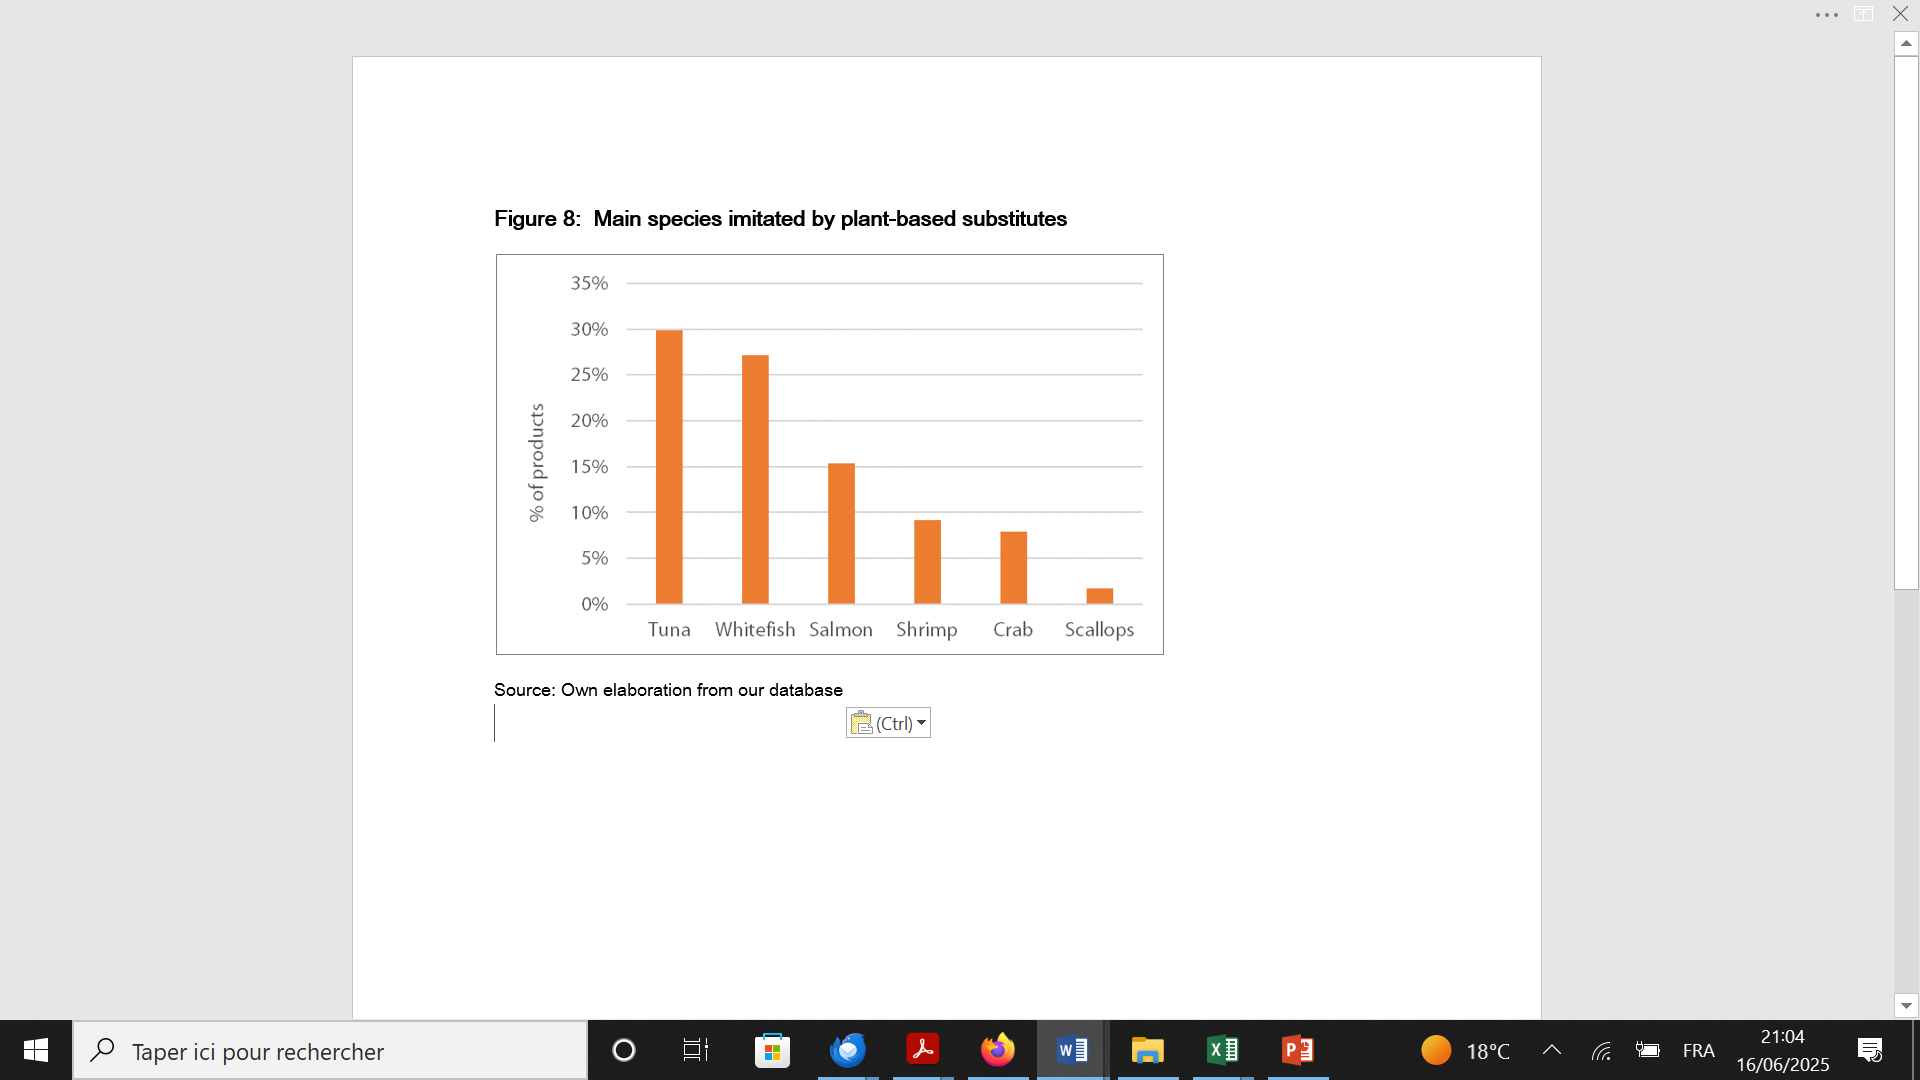 Figure 8:  Main species imitated by plant-based substitutes
35%
30%
25%
20%
15%
10%
5%
0%
% of products
Tuna Whitefish Salmon Shrimp Crab Scallops
Source: Own elaboration from our database
(Ctrl)
Taper ici pour rechercher
18°C
FRA
21:04
16/06/2025